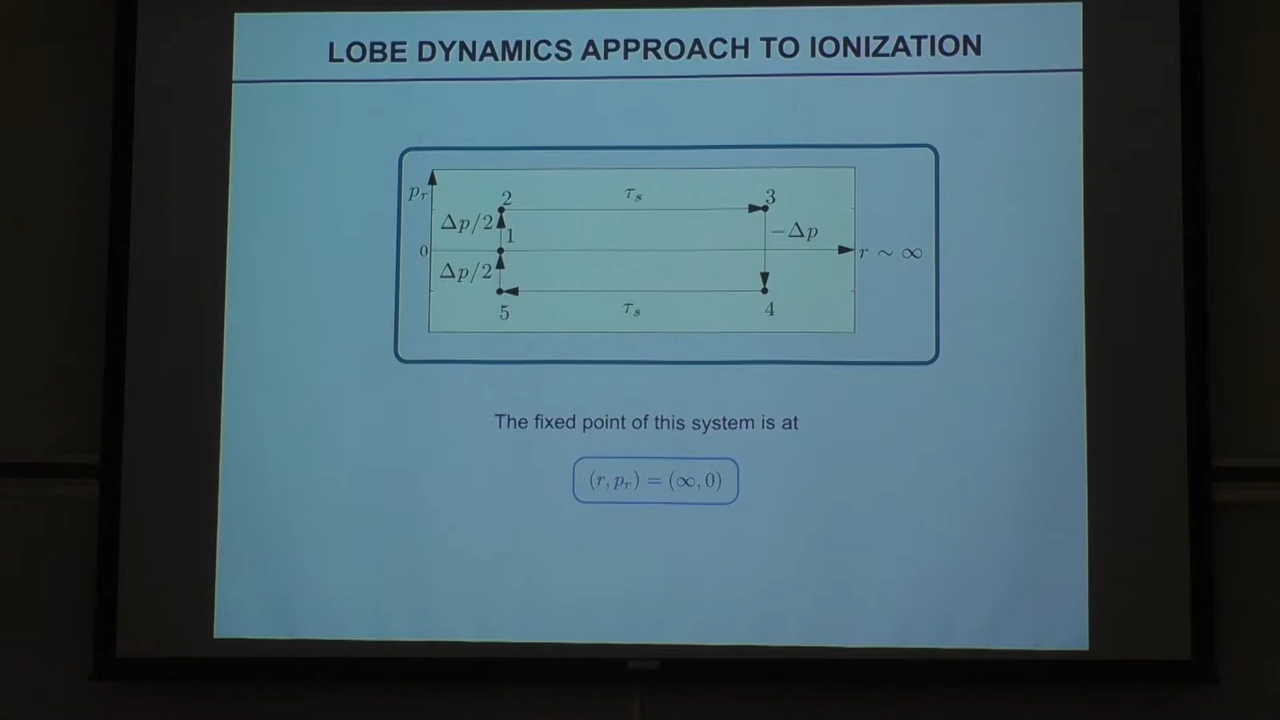 LOBE DYNAMICS APPROACH TO IONIZATION
p_r
2
τ_s
3
Δp/2
1
−Δp
0
r ∼ ∞
Δp/2
5
τ_s
4
The fixed point of this system is at
(r, p_r) = (∞, 0)